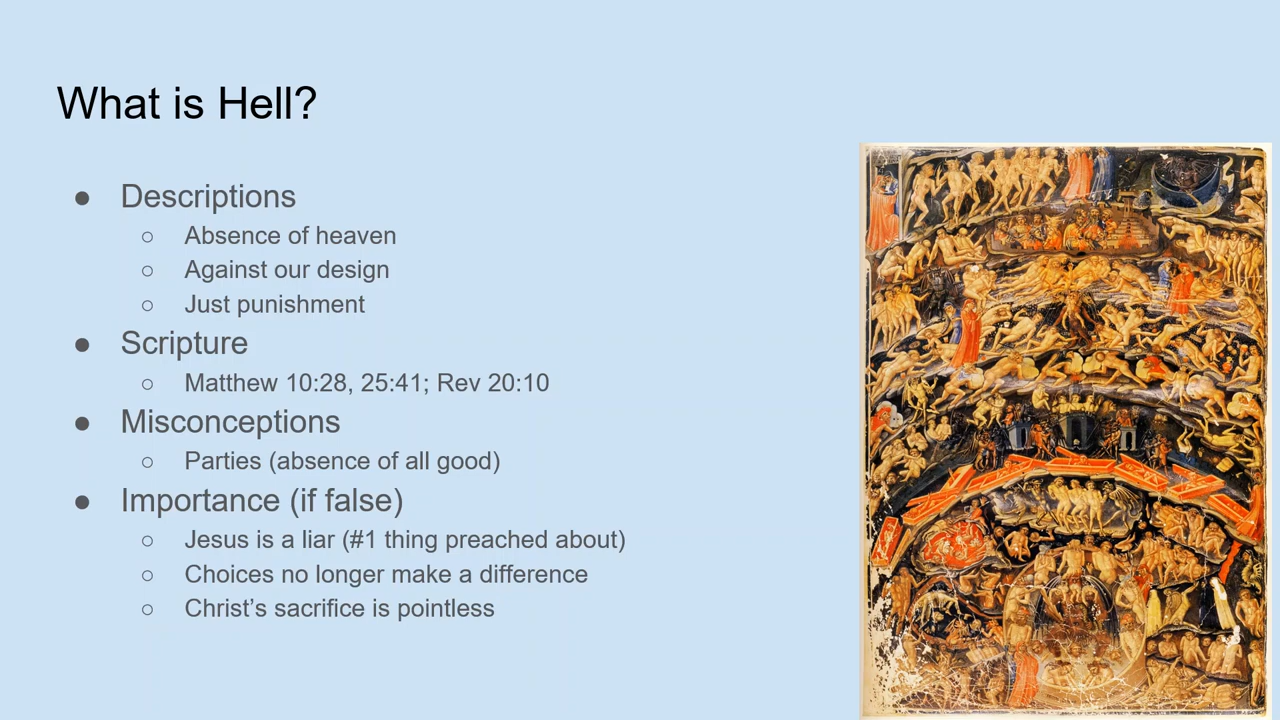 What is Hell?
● Descriptions
○ Absence of heaven
○ Against our design
○ Just punishment
● Scripture
○ Matthew 10:28, 25:41; Rev 20:10
● Misconceptions
○ Parties (absence of all good)
● Importance (if false)
○ Jesus is a liar (#1 thing preached about)
○ Choices no longer make a difference
○ Christ’s sacrifice is pointless